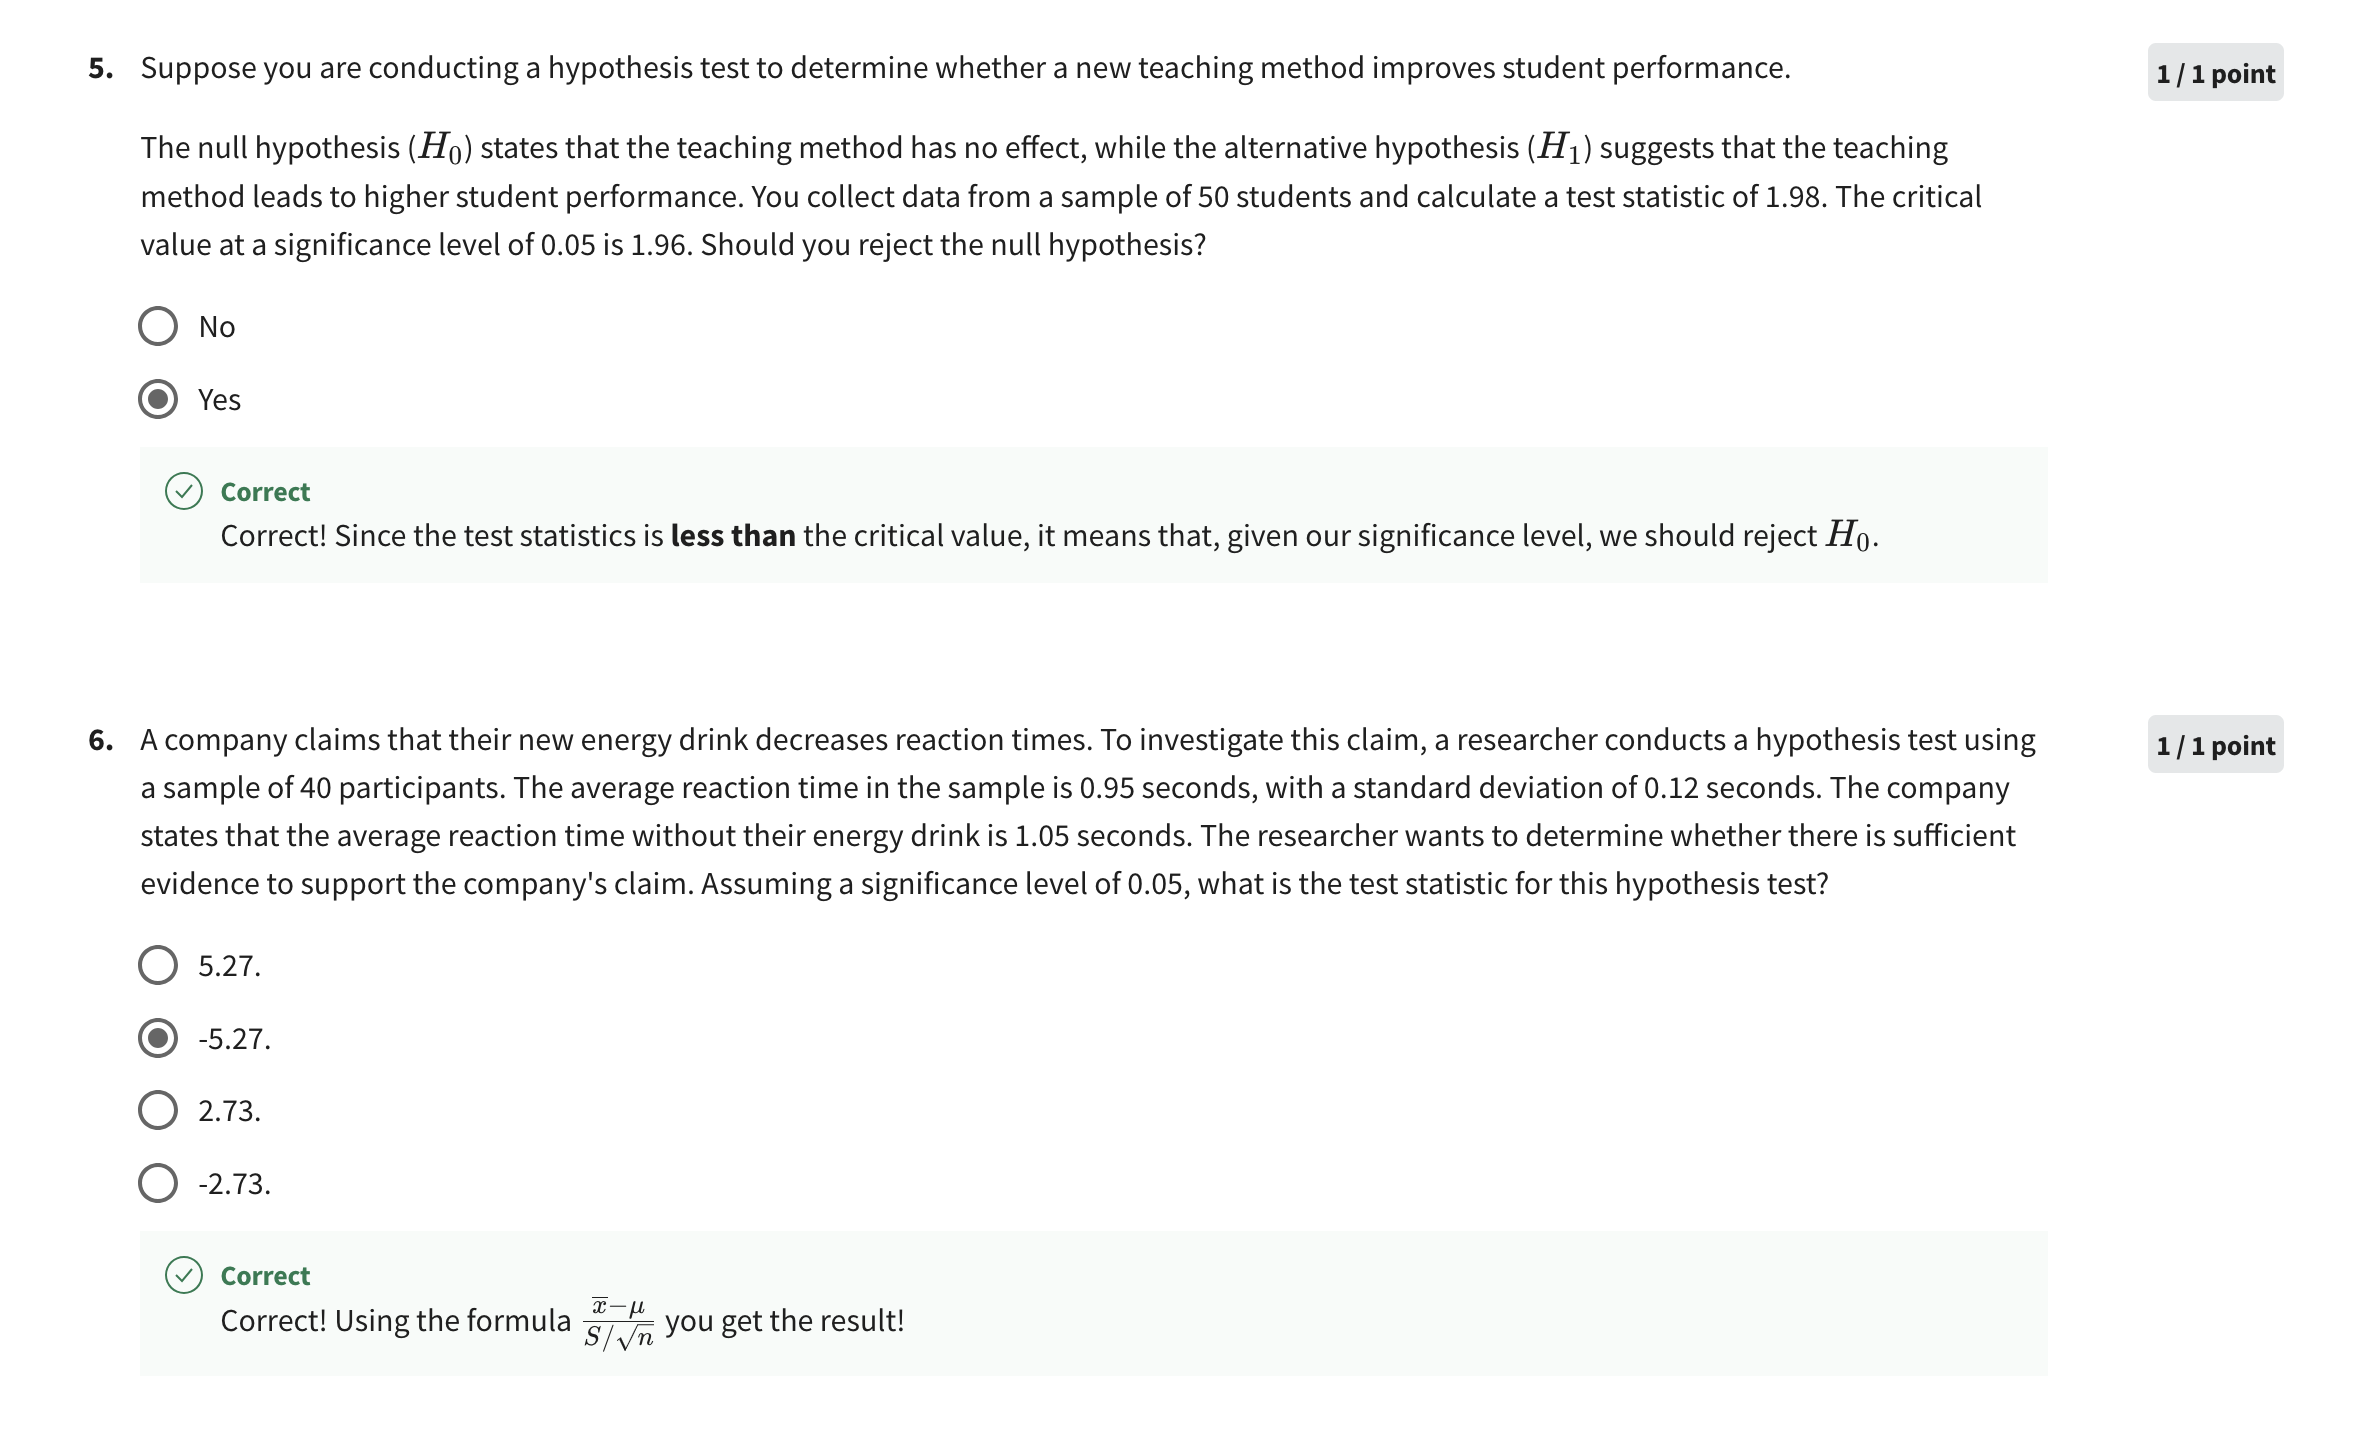 5. Suppose you are conducting a hypothesis test to determine whether a new teaching method improves student performance.
1 / 1 point
The null hypothesis (H₀) states that the teaching method has no effect, while the alternative hypothesis (H₁) suggests that the teaching
method leads to higher student performance. You collect data from a sample of 50 students and calculate a test statistic of 1.98. The critical
value at a significance level of 0.05 is 1.96. Should you reject the null hypothesis?
No
Yes
Correct
Correct! Since the test statistics is less than the critical value, it means that, given our significance level, we should reject H₀.
6. A company claims that their new energy drink decreases reaction times. To investigate this claim, a researcher conducts a hypothesis test using
1 / 1 point
a sample of 40 participants. The average reaction time in the sample is 0.95 seconds, with a standard deviation of 0.12 seconds. The company
states that the average reaction time without their energy drink is 1.05 seconds. The researcher wants to determine whether there is sufficient
evidence to support the company's claim. Assuming a significance level of 0.05, what is the test statistic for this hypothesis test?
5.27.
-5.27.
2.73.
-2.73.
Correct
Correct! Using the formula (x̅−μ)/(S/√n) you get the result!